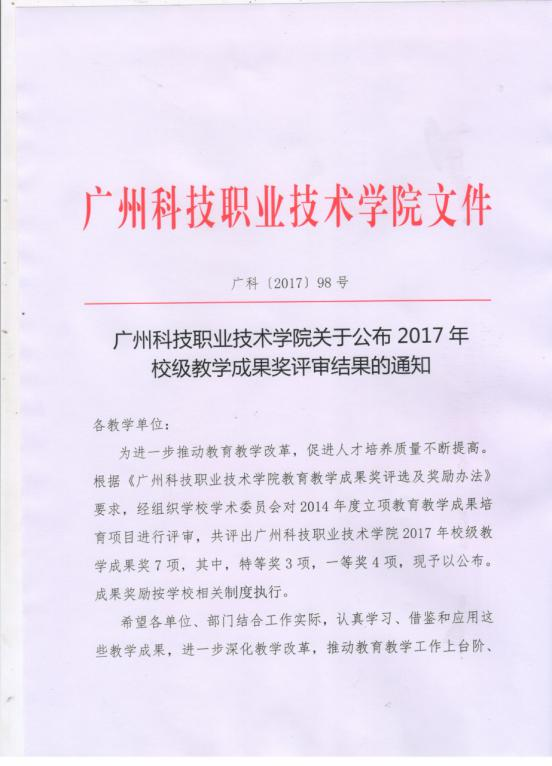 广州科技职业技术学院文件
广科〔2017〕98号
广州科技职业技术学院关于公布 2017 年
校级教学成果奖评审结果的通知
各教学单位：
为进一步推动教育教学改革，促进人才培养质量不断提高。
根据《广州科技职业技术学院教育教学成果奖评选及奖励办法》
要求，经组织学校学术委员会对 2014 年度立项教育教学成果培
育项目进行评审，共评出广州科技职业技术学院 2017 年校级教
学成果奖 7 项，其中，特等奖 3 项，一等奖 4 项，现予以公布。
成果奖励按学校相关制度执行。
希望各单位、部门结合工作实际，认真学习、借鉴和应用这
些教学成果，进一步深化教学改革，推动教育教学工作上台阶、